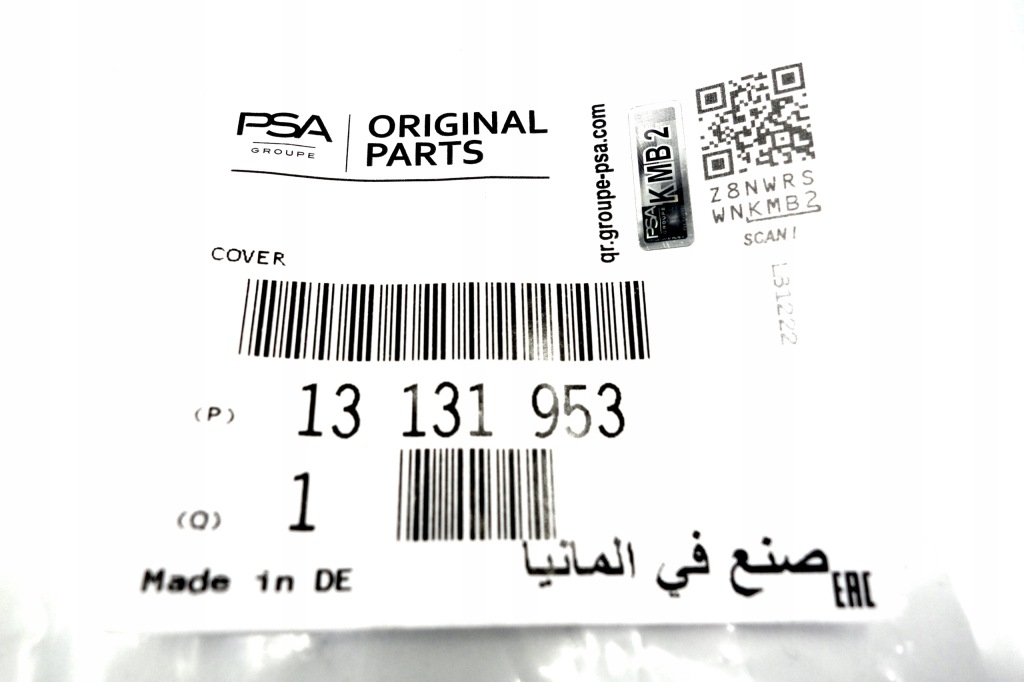 PSA
GROUPE
ORIGINAL
PARTS
qr.groupe-psa.com
PSA
GROUPE
KMB2
Z8NWRS
WNKMB2
SCAN!
L31222
COVER
(P) 13 131 953
(Q) 1
Made in DE
صنع في المانيا
EAC